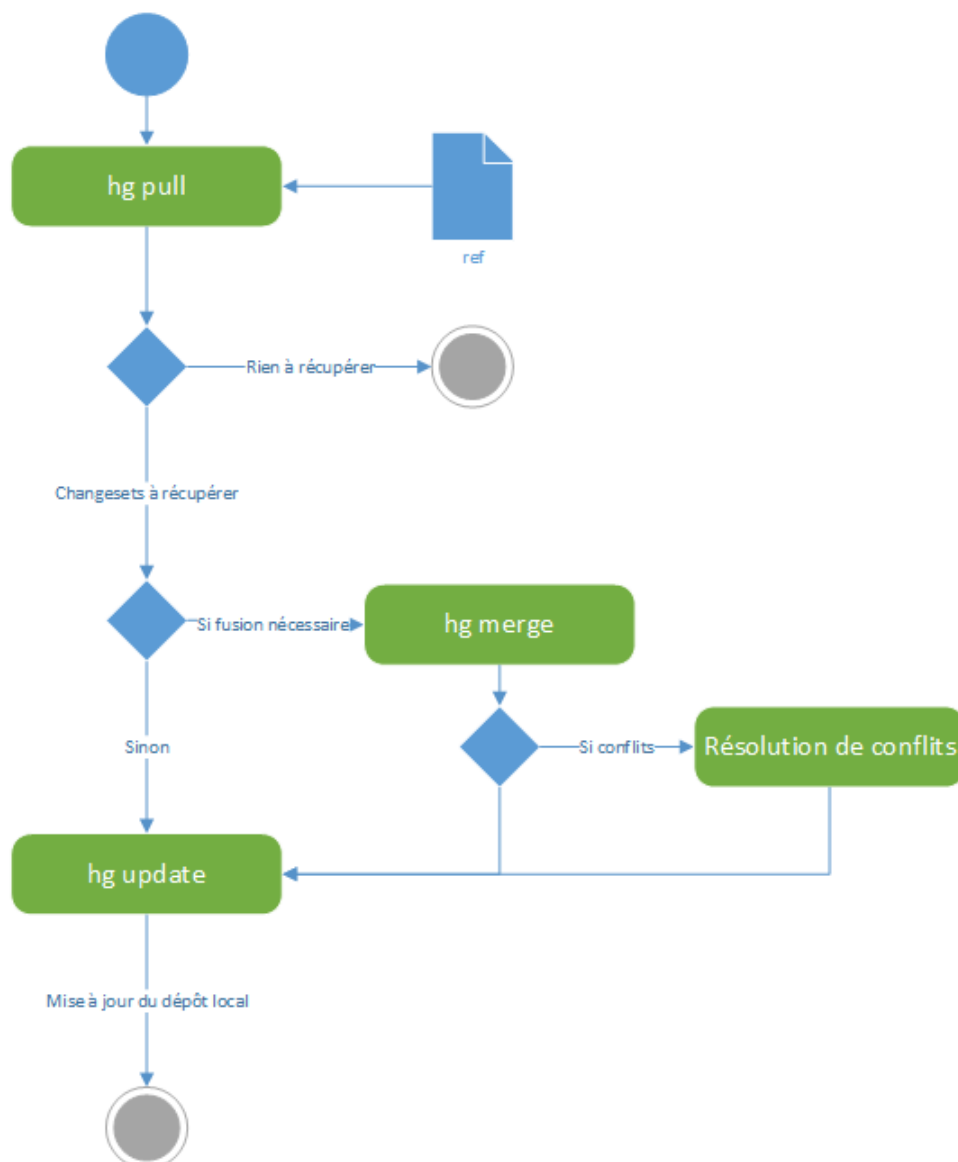 hg pull
ref
Rien à récupérer
Changesets à récupérer
Si fusion nécessaire
hg merge
Sinon
Si conflits
Résolution de conflits
hg update
Mise à jour du dépôt local